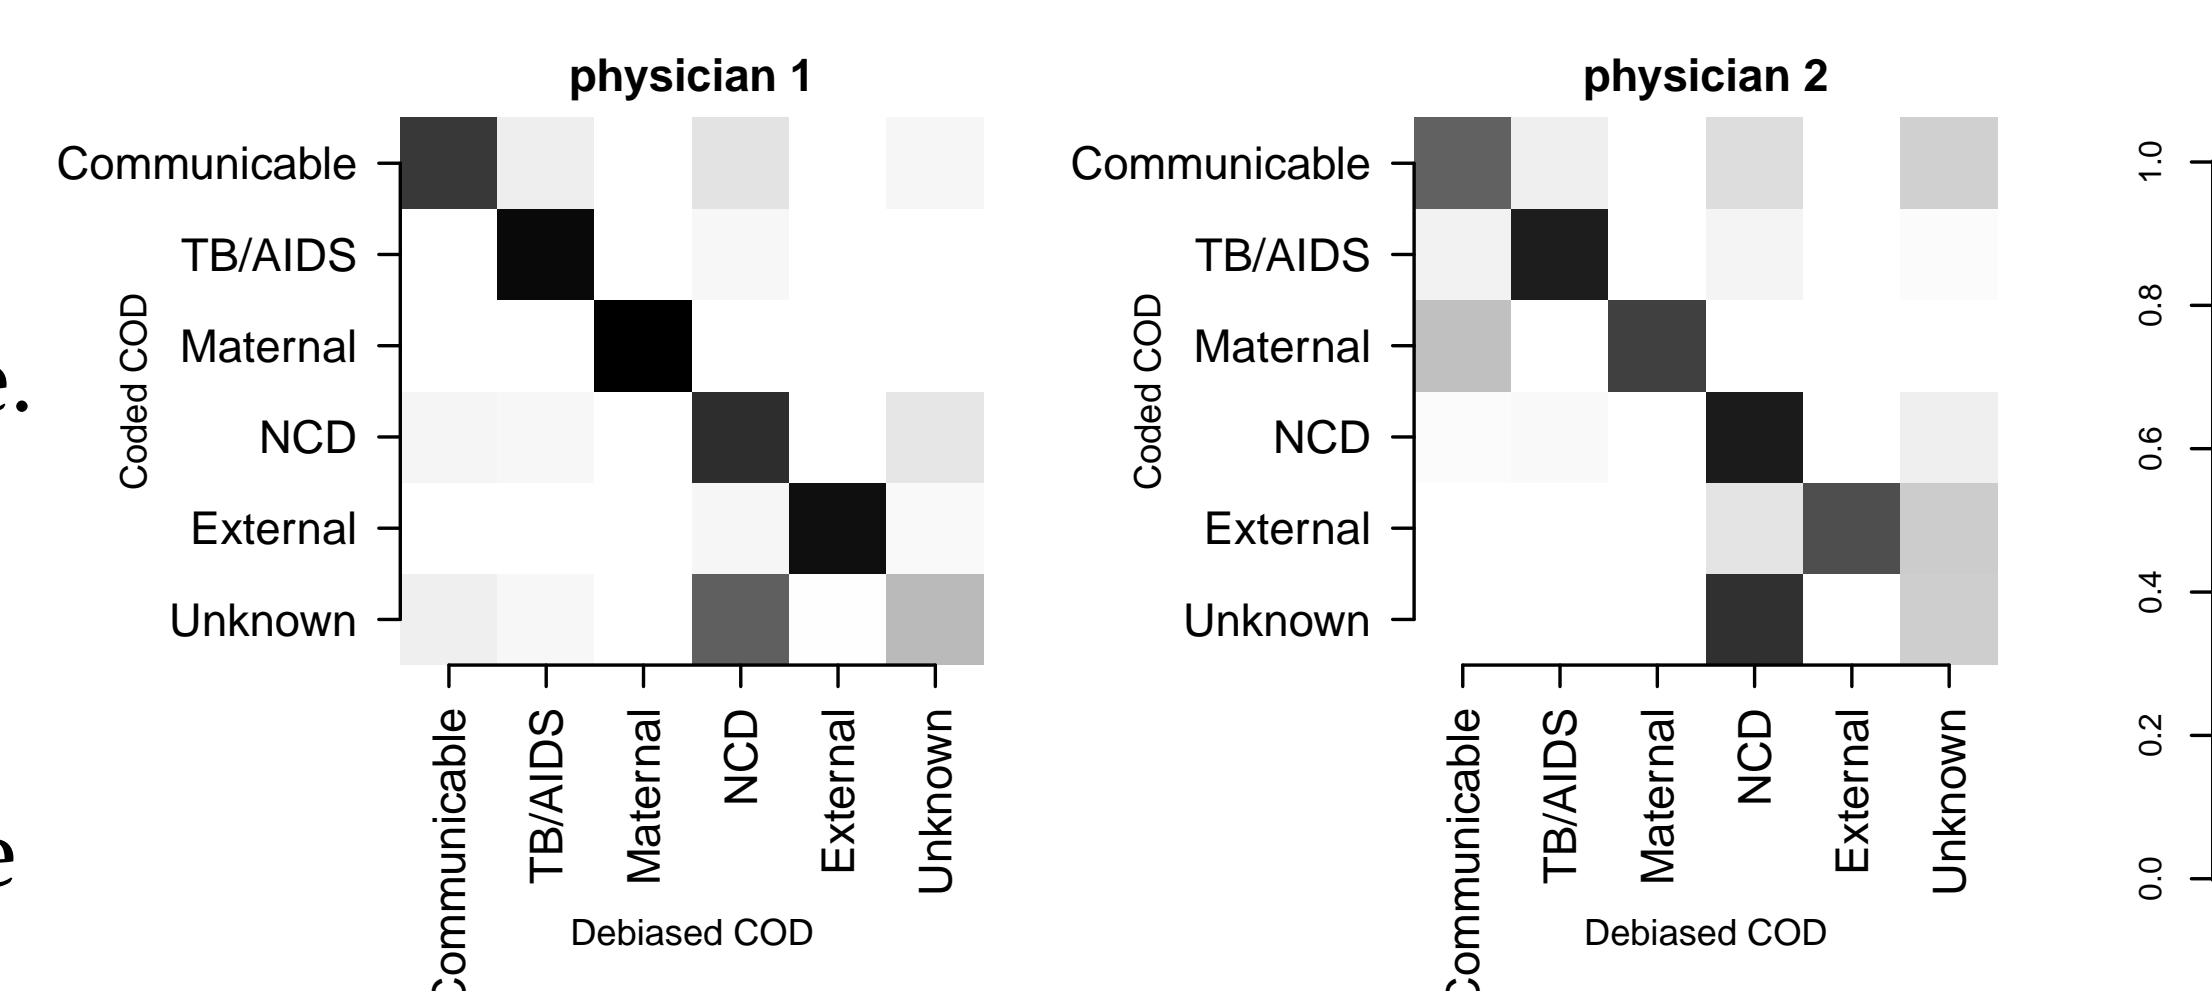 physician 1
Communicable
TB/AIDS
Maternal
NCD
External
Unknown
Coded COD
Communicable
TB/AIDS
Maternal
NCD
External
Unknown
Debiased COD
physician 2
Communicable
TB/AIDS
Maternal
NCD
External
Unknown
Coded COD
Communicable
TB/AIDS
Maternal
NCD
External
Unknown
Debiased COD
1.0
0.8
0.6
0.4
0.2
0.0
e.
e